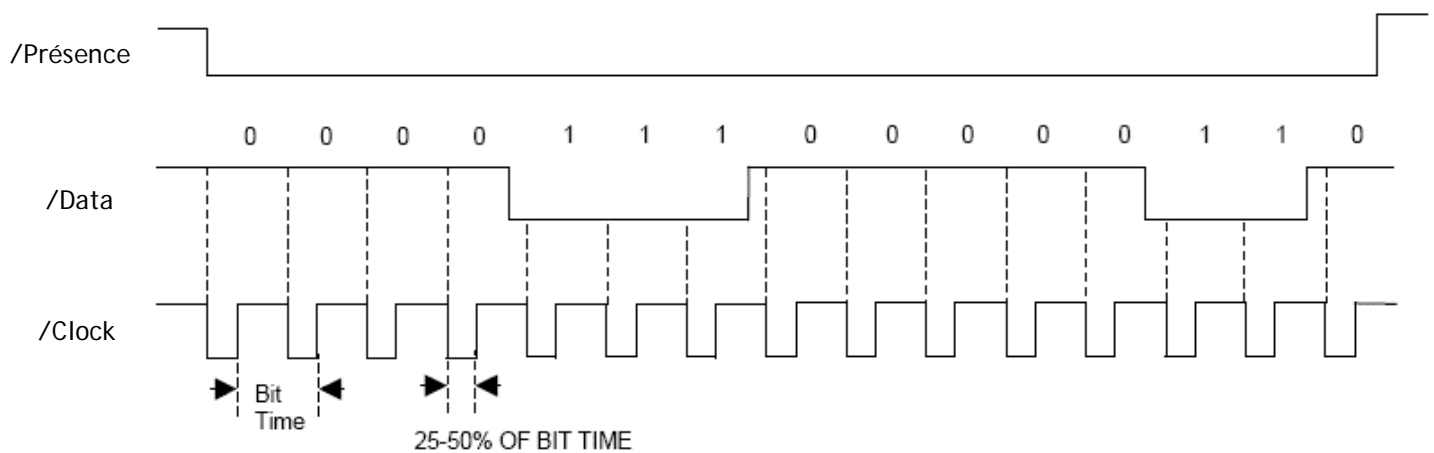 /Présence
0 0 0 0 1 1 1 0 0 0 0 0 1 1 0
/Data
/Clock
Bit
Time
25-50% OF BIT TIME